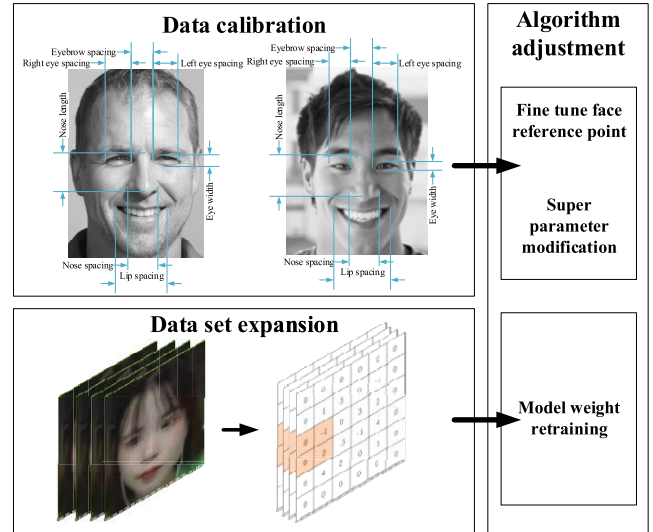 Data calibration
Eyebrow spacing
Right eye spacing
Left eye spacing
Nose length
Eye width
Nose spacing
Lip spacing
Eyebrow spacing
Right eye spacing
Left eye spacing
Nose length
Eye width
Nose spacing
Lip spacing
Algorithm
adjustment
Fine tune face
reference point
Super
parameter
modification
Data set expansion
Model weight
retraining